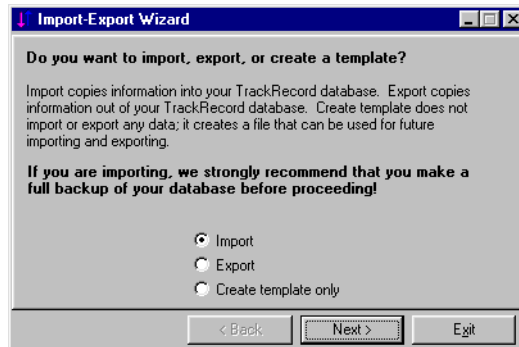 Import-Export Wizard
Do you want to import, export, or create a template?
Import copies information into your TrackRecord database. Export copies
information out of your TrackRecord database. Create template does not
import or export any data; it creates a file that can be used for future
importing and exporting.
If you are importing, we strongly recommend that you make a
full backup of your database before proceeding!
Import
Export
Create template only
< Back Next > Exit